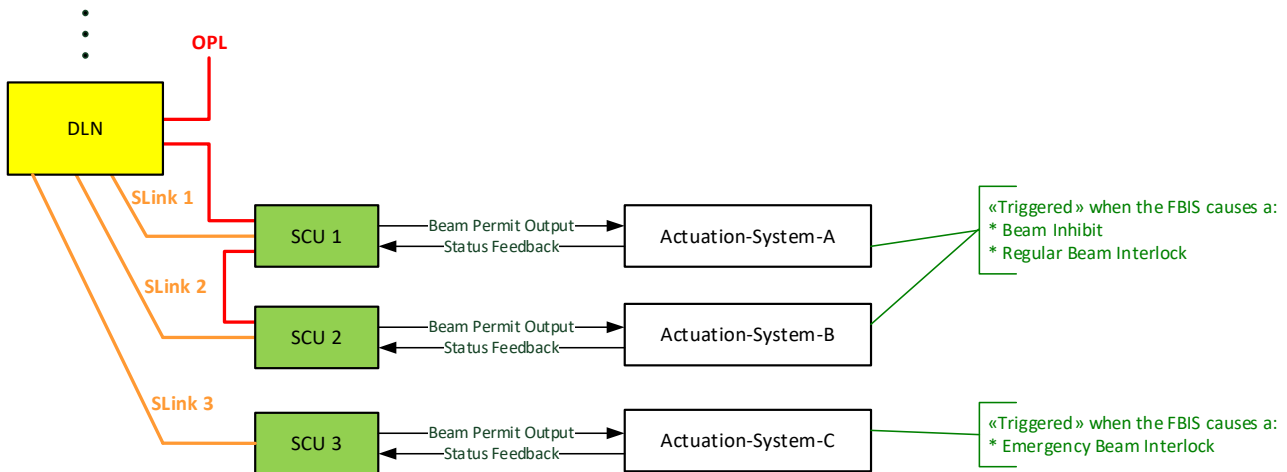 OPL
DLN
SLink 1
SCU 1
Beam Permit Output
Status Feedback
Actuation-System-A
«Triggered» when the FBIS causes a:
* Beam Inhibit
* Regular Beam Interlock
SLink 2
SCU 2
Beam Permit Output
Status Feedback
Actuation-System-B
SLink 3
SCU 3
Beam Permit Output
Status Feedback
Actuation-System-C
«Triggered» when the FBIS causes a:
* Emergency Beam Interlock